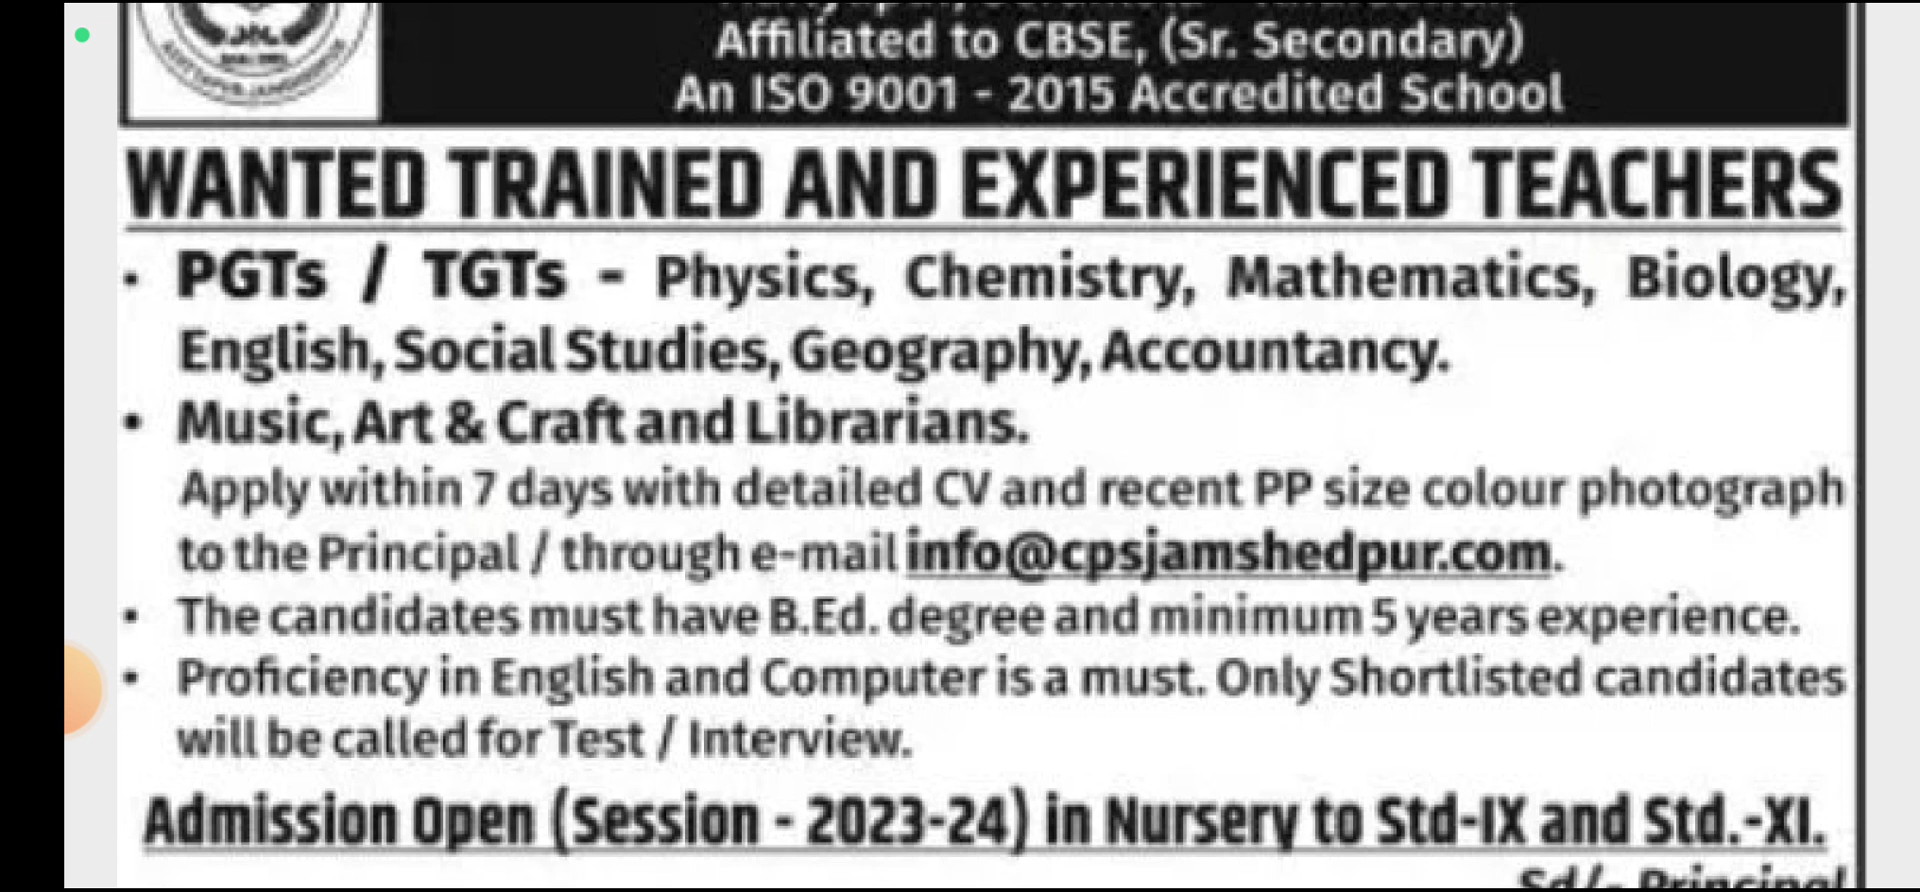 Affiliated to CBSE, (Sr. Secondary)
An ISO 9001 - 2015 Accredited School
WANTED TRAINED AND EXPERIENCED TEACHERS
• PGTs / TGTs - Physics, Chemistry, Mathematics, Biology,
English, Social Studies, Geography, Accountancy.
• Music, Art & Craft and Librarians.
Apply within 7 days with detailed CV and recent PP size colour photograph
to the Principal / through e-mail info@cpsjamshedpur.com.
• The candidates must have B.Ed. degree and minimum 5 years experience.
• Proficiency in English and Computer is a must. Only Shortlisted candidates
will be called for Test / Interview.
Admission Open (Session - 2023-24) in Nursery to Std-IX and Std.-XI.
Sd/- Principal